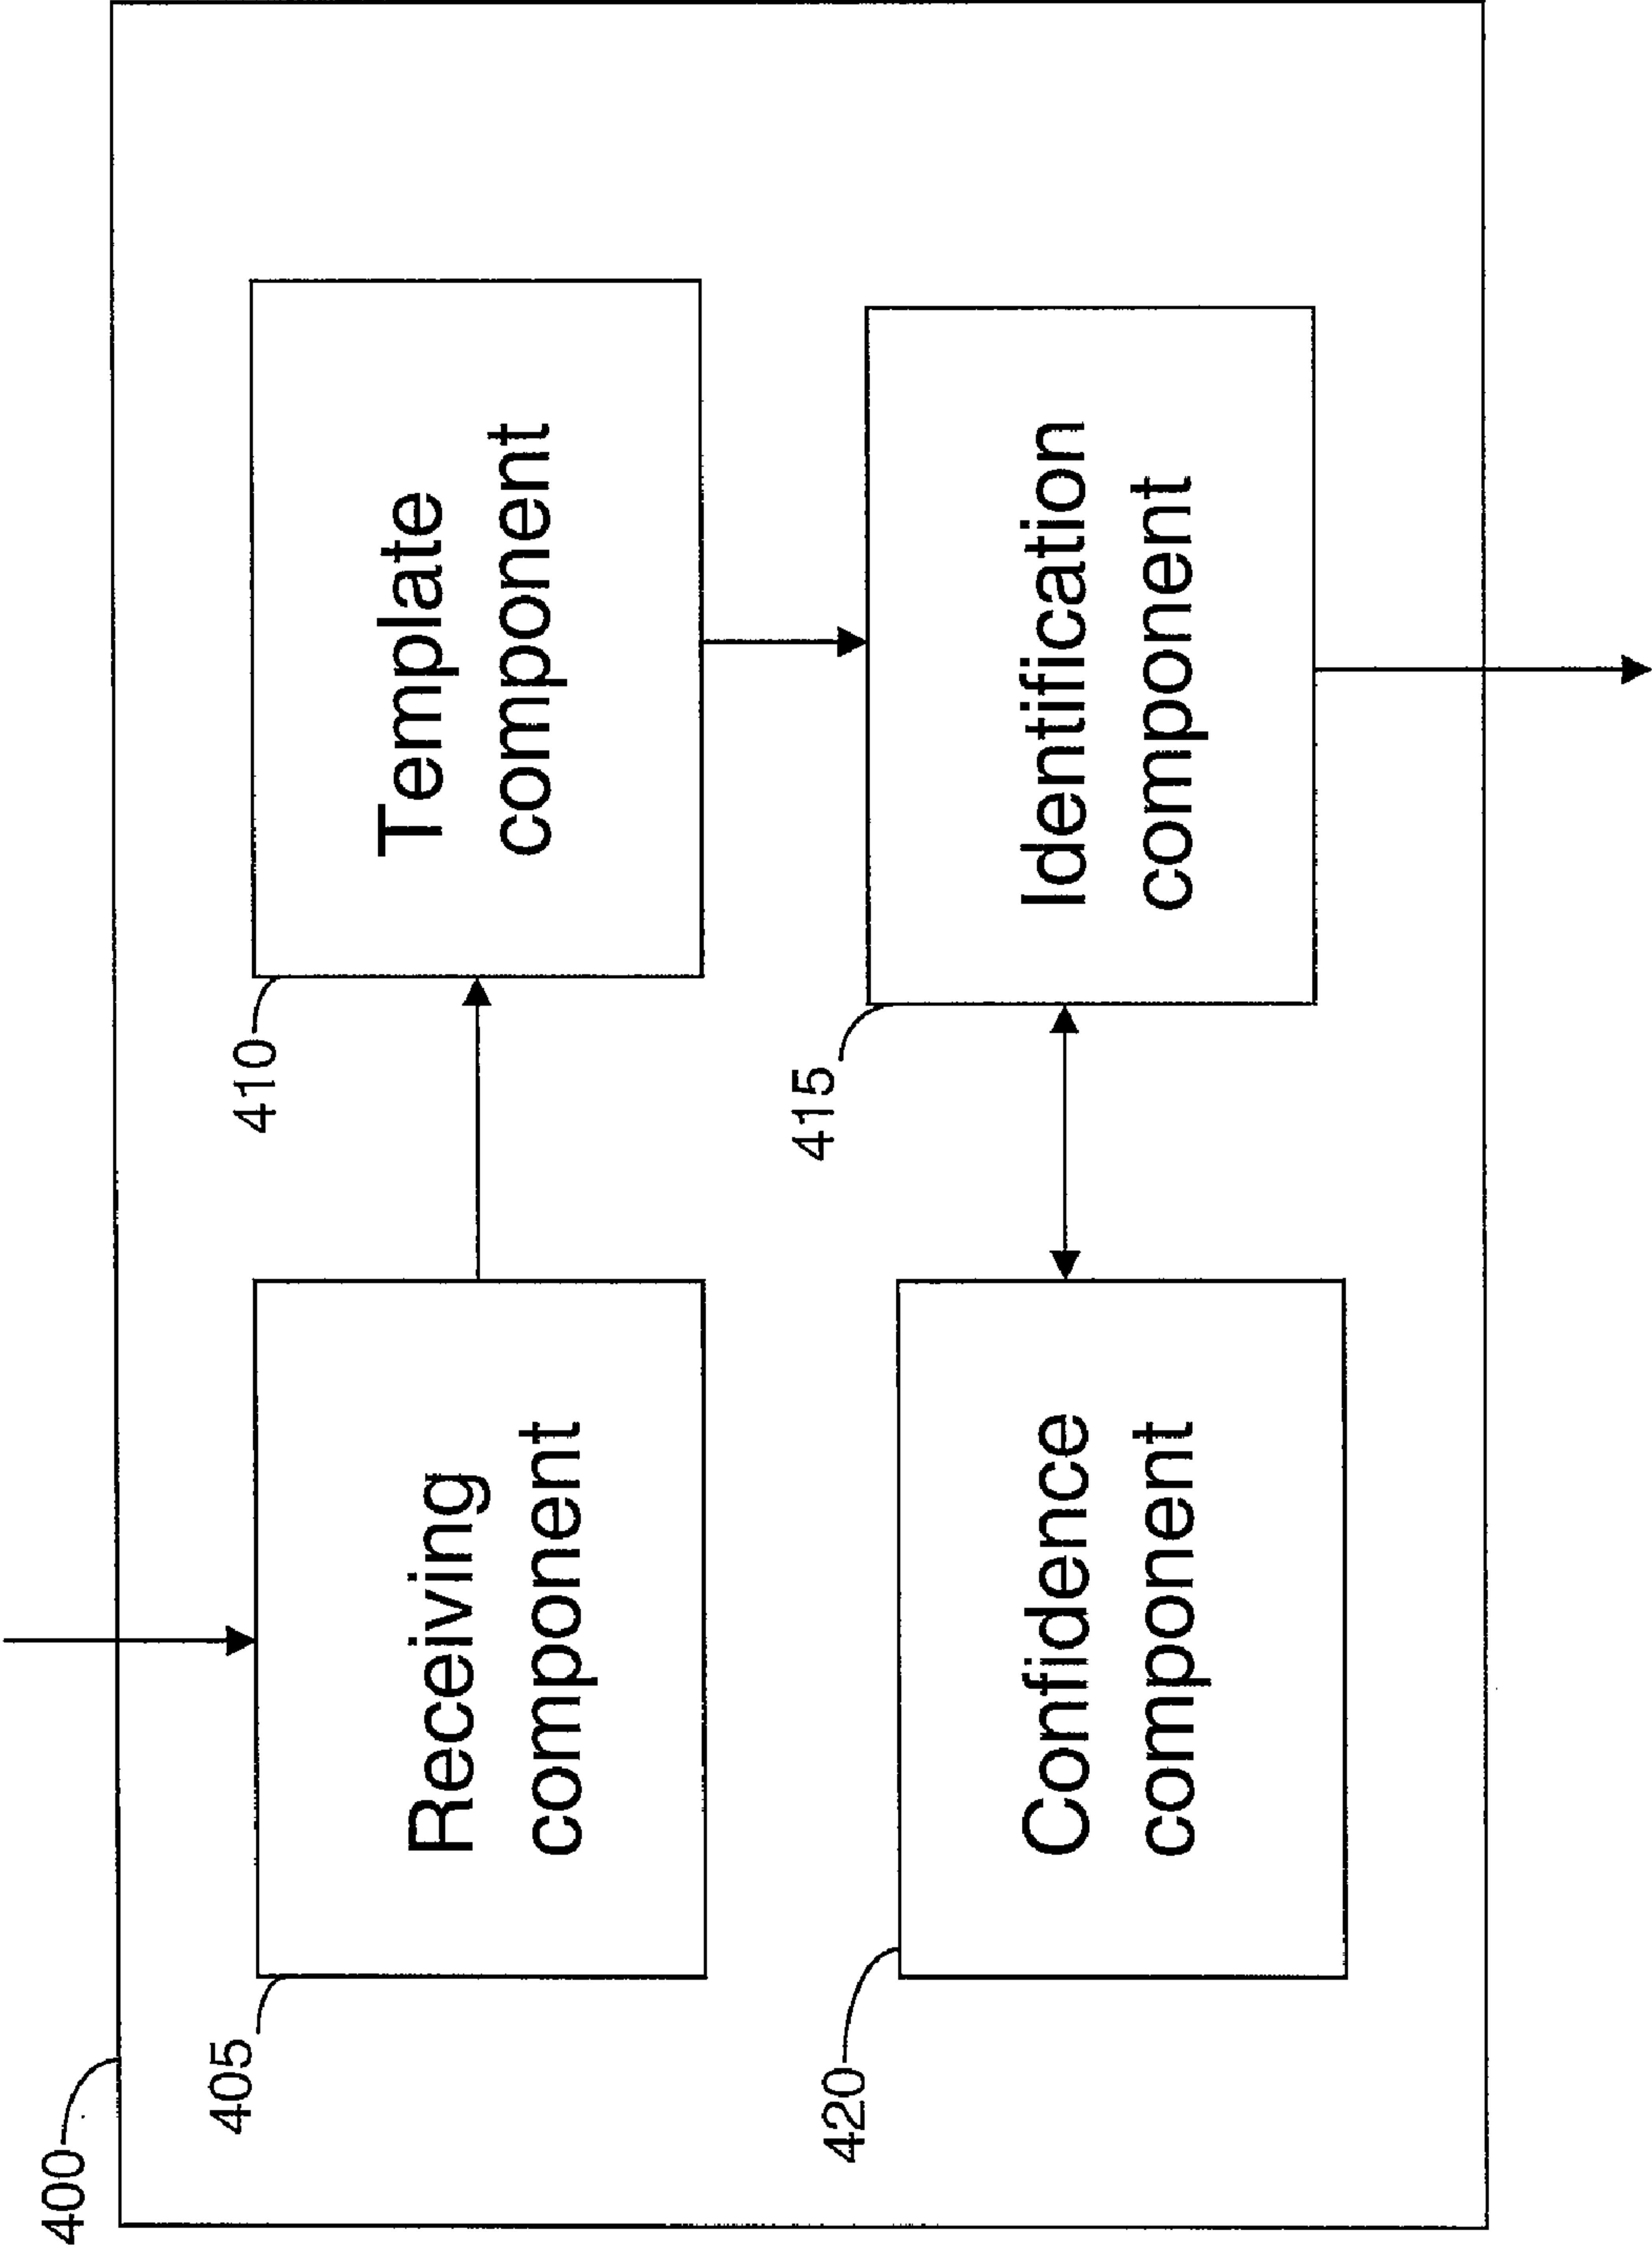 400
405
Receiving
component
410
Template
component
420
Confidence
component
415
Identification
component